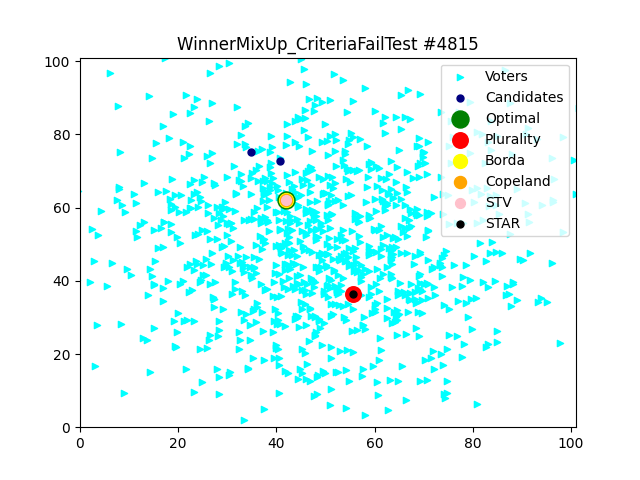 WinnerMixUp_CriteriaFailTest #4815
100
80
60
40
20
0
0 20 40 60 80 100
Voters
Candidates
Optimal
Plurality
Borda
Copeland
STV
STAR